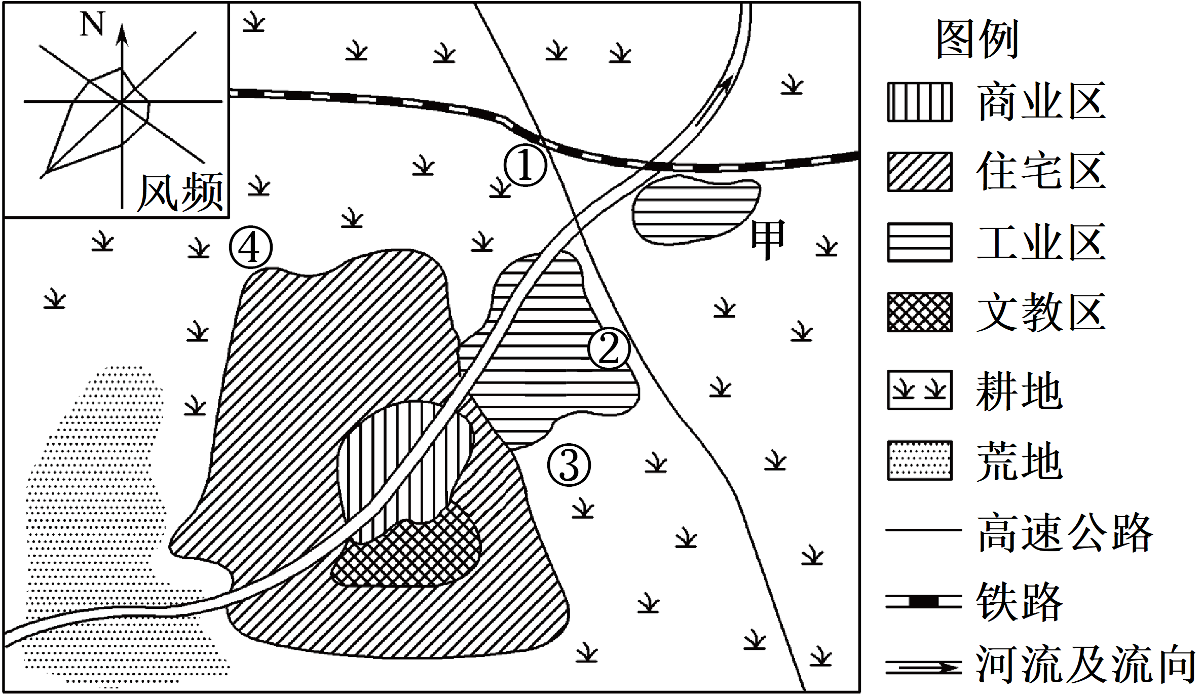 N
风频
①
甲
④
②
③
图例
商业区
住宅区
工业区
文教区
耕地
荒地
高速公路
铁路
河流及流向